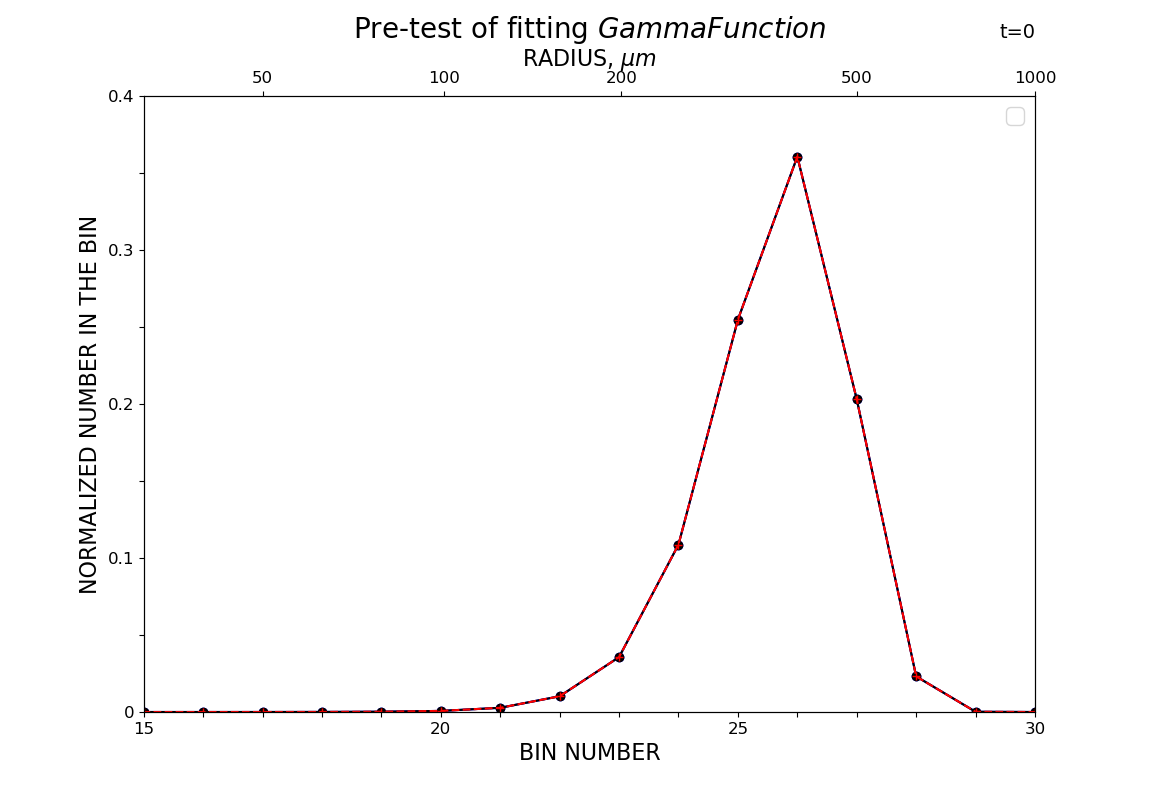 Pre-test of fitting GammaFunction
t=0
RADIUS, μm
50 100 200 500 1000
0.4
0.3
0.2
0.1
0
NORMALIZED NUMBER IN THE BIN
15 20 25 30
BIN NUMBER